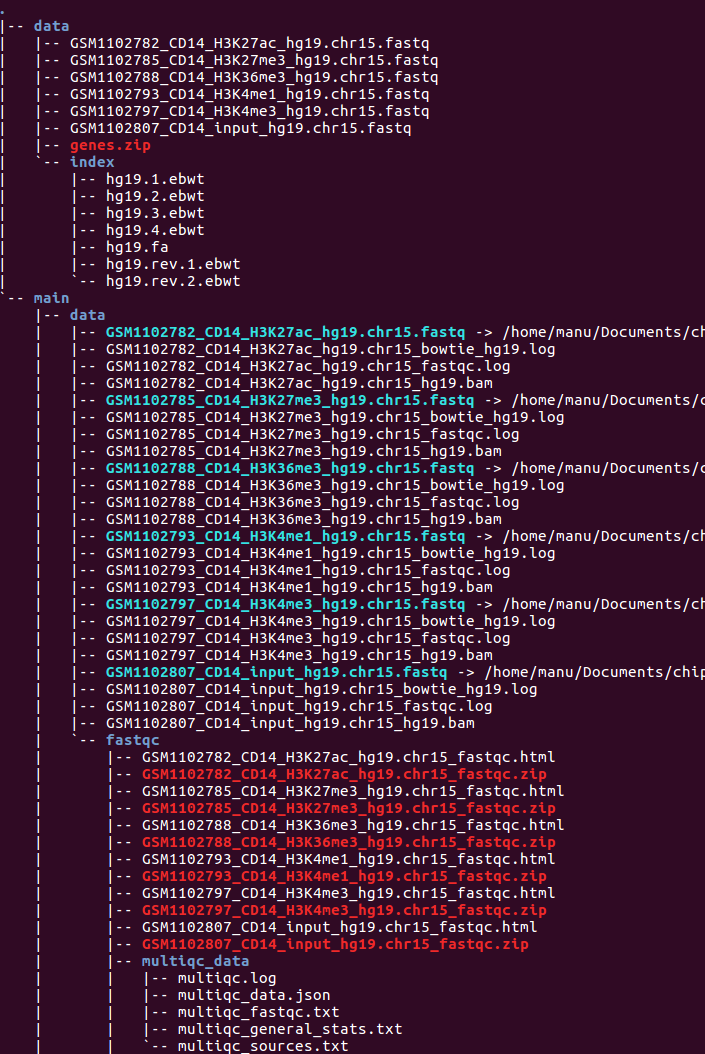 .
|-- data
|   |-- GSM1102782_CD14_H3K27ac_hg19.chr15.fastq
|   |-- GSM1102785_CD14_H3K27me3_hg19.chr15.fastq
|   |-- GSM1102788_CD14_H3K36me3_hg19.chr15.fastq
|   |-- GSM1102793_CD14_H3K4me1_hg19.chr15.fastq
|   |-- GSM1102797_CD14_H3K4me3_hg19.chr15.fastq
|   |-- GSM1102807_CD14_input_hg19.chr15.fastq
|   |-- genes.zip
|   `-- index
|       |-- hg19.1.ebwt
|       |-- hg19.2.ebwt
|       |-- hg19.3.ebwt
|       |-- hg19.4.ebwt
|       |-- hg19.fa
|       |-- hg19.rev.1.ebwt
|       `-- hg19.rev.2.ebwt
`-- main
    |-- data
    |   |-- GSM1102782_CD14_H3K27ac_hg19.chr15.fastq -> /home/manu/Documents/ch
    |   |-- GSM1102782_CD14_H3K27ac_hg19.chr15_bowtie_hg19.log
    |   |-- GSM1102782_CD14_H3K27ac_hg19.chr15_fastqc.log
    |   |-- GSM1102782_CD14_H3K27ac_hg19.chr15_hg19.bam
    |   |-- GSM1102785_CD14_H3K27me3_hg19.chr15.fastq -> /home/manu/Documents/c
    |   |-- GSM1102785_CD14_H3K27me3_hg19.chr15_bowtie_hg19.log
    |   |-- GSM1102785_CD14_H3K27me3_hg19.chr15_fastqc.log
    |   |-- GSM1102785_CD14_H3K27me3_hg19.chr15_hg19.bam
    |   |-- GSM1102788_CD14_H3K36me3_hg19.chr15.fastq -> /home/manu/Documents/c
    |   |-- GSM1102788_CD14_H3K36me3_hg19.chr15_bowtie_hg19.log
    |   |-- GSM1102788_CD14_H3K36me3_hg19.chr15_fastqc.log
    |   |-- GSM1102788_CD14_H3K36me3_hg19.chr15_hg19.bam
    |   |-- GSM1102793_CD14_H3K4me1_hg19.chr15.fastq -> /home/manu/Documents/ch
    |   |-- GSM1102793_CD14_H3K4me1_hg19.chr15_bowtie_hg19.log
    |   |-- GSM1102793_CD14_H3K4me1_hg19.chr15_fastqc.log
    |   |-- GSM1102793_CD14_H3K4me1_hg19.chr15_hg19.bam
    |   |-- GSM1102797_CD14_H3K4me3_hg19.chr15.fastq -> /home/manu/Documents/ch
    |   |-- GSM1102797_CD14_H3K4me3_hg19.chr15_bowtie_hg19.log
    |   |-- GSM1102797_CD14_H3K4me3_hg19.chr15_fastqc.log
    |   |-- GSM1102797_CD14_H3K4me3_hg19.chr15_hg19.bam
    |   |-- GSM1102807_CD14_input_hg19.chr15.fastq -> /home/manu/Documents/chip
    |   |-- GSM1102807_CD14_input_hg19.chr15_bowtie_hg19.log
    |   |-- GSM1102807_CD14_input_hg19.chr15_fastqc.log
    |   |-- GSM1102807_CD14_input_hg19.chr15_hg19.bam
    |   `-- fastqc
    |       |-- GSM1102782_CD14_H3K27ac_hg19.chr15_fastqc.html
    |       |-- GSM1102782_CD14_H3K27ac_hg19.chr15_fastqc.zip
    |       |-- GSM1102785_CD14_H3K27me3_hg19.chr15_fastqc.html
    |       |-- GSM1102785_CD14_H3K27me3_hg19.chr15_fastqc.zip
    |       |-- GSM1102788_CD14_H3K36me3_hg19.chr15_fastqc.html
    |       |-- GSM1102788_CD14_H3K36me3_hg19.chr15_fastqc.zip
    |       |-- GSM1102793_CD14_H3K4me1_hg19.chr15_fastqc.html
    |       |-- GSM1102793_CD14_H3K4me1_hg19.chr15_fastqc.zip
    |       |-- GSM1102797_CD14_H3K4me3_hg19.chr15_fastqc.html
    |       |-- GSM1102797_CD14_H3K4me3_hg19.chr15_fastqc.zip
    |       |-- GSM1102807_CD14_input_hg19.chr15_fastqc.html
    |       |-- GSM1102807_CD14_input_hg19.chr15_fastqc.zip
    |       |-- multiqc_data
    |       |   |-- multiqc.log
    |       |   |-- multiqc_data.json
    |       |   |-- multiqc_fastqc.txt
    |       |   |-- multiqc_general_stats.txt
    |       |   `-- multiqc_sources.txt